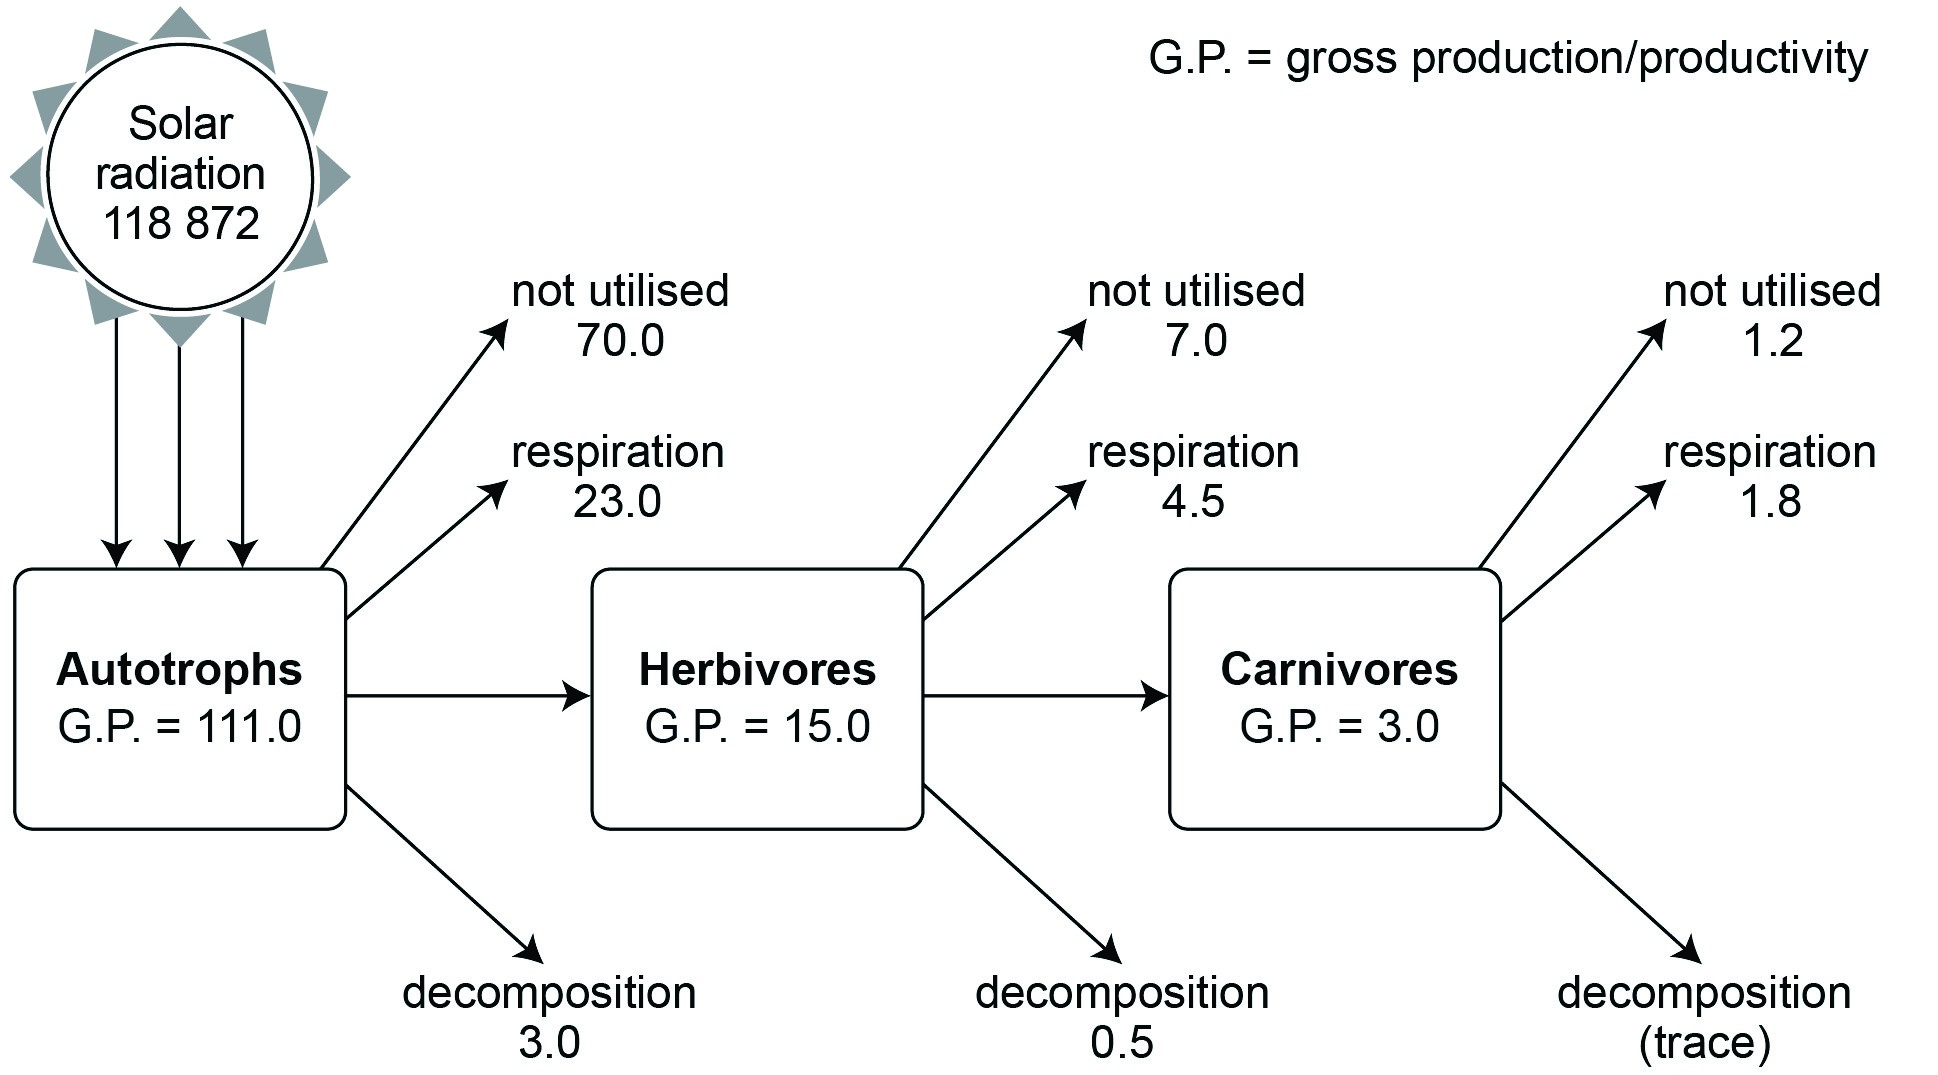 G.P. = gross production/productivity
Solar
radiation
118 872
not utilised
70.0
respiration
23.0
not utilised
7.0
respiration
4.5
not utilised
1.2
respiration
1.8
Autotrophs
G.P. = 111.0
Herbivores
G.P. = 15.0
Carnivores
G.P. = 3.0
decomposition
3.0
decomposition
0.5
decomposition
(trace)